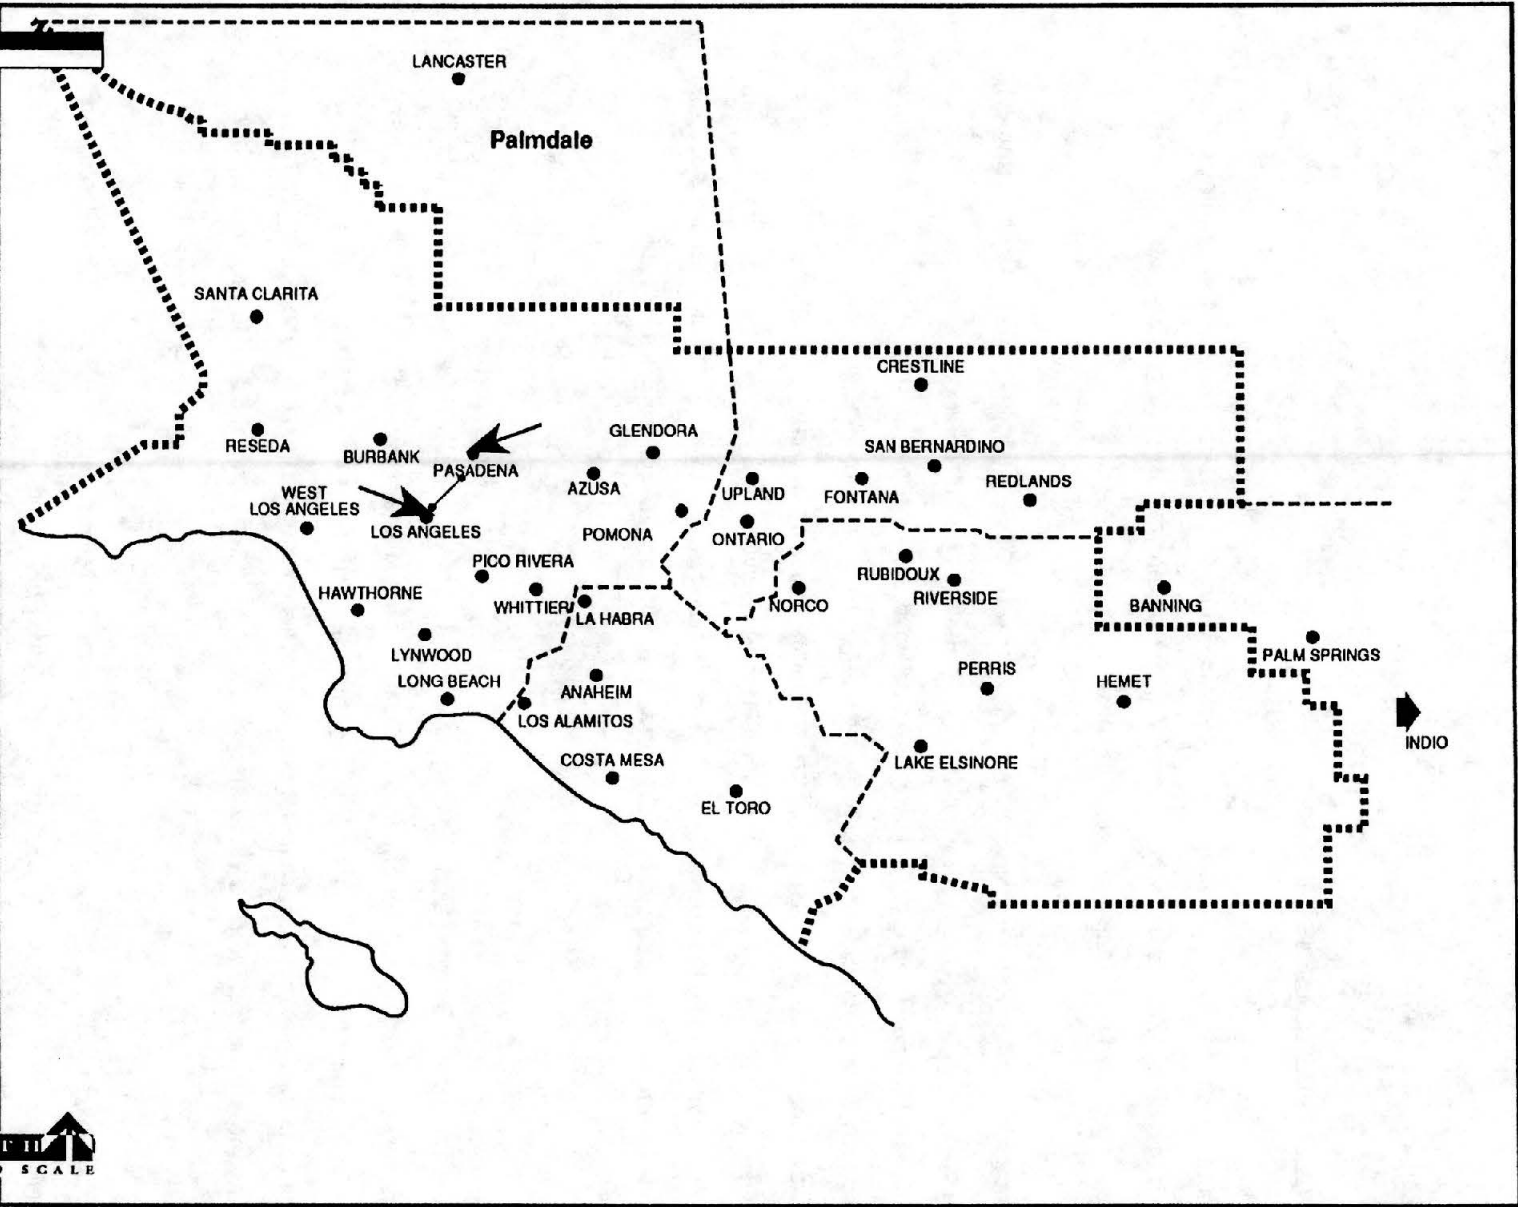 LANCASTER
Palmdale
SANTA CLARITA
CRESTLINE
GLENDORA
RESEDA
BURBANK
PASADENA
SAN BERNARDINO
AZUSA
UPLAND
FONTANA
REDLANDS
WEST
LOS ANGELES
LOS ANGELES
POMONA
ONTARIO
PICO RIVERA
RUBIDOUX
HAWTHORNE
WHITTIER
LA HABRA
NORCO
RIVERSIDE
BANNING
LYNWOOD
PALM SPRINGS
LONG BEACH
ANAHEIM
PERRIS
HEMET
LOS ALAMITOS
INDIO
COSTA MESA
LAKE ELSINORE
EL TORO
SCALE